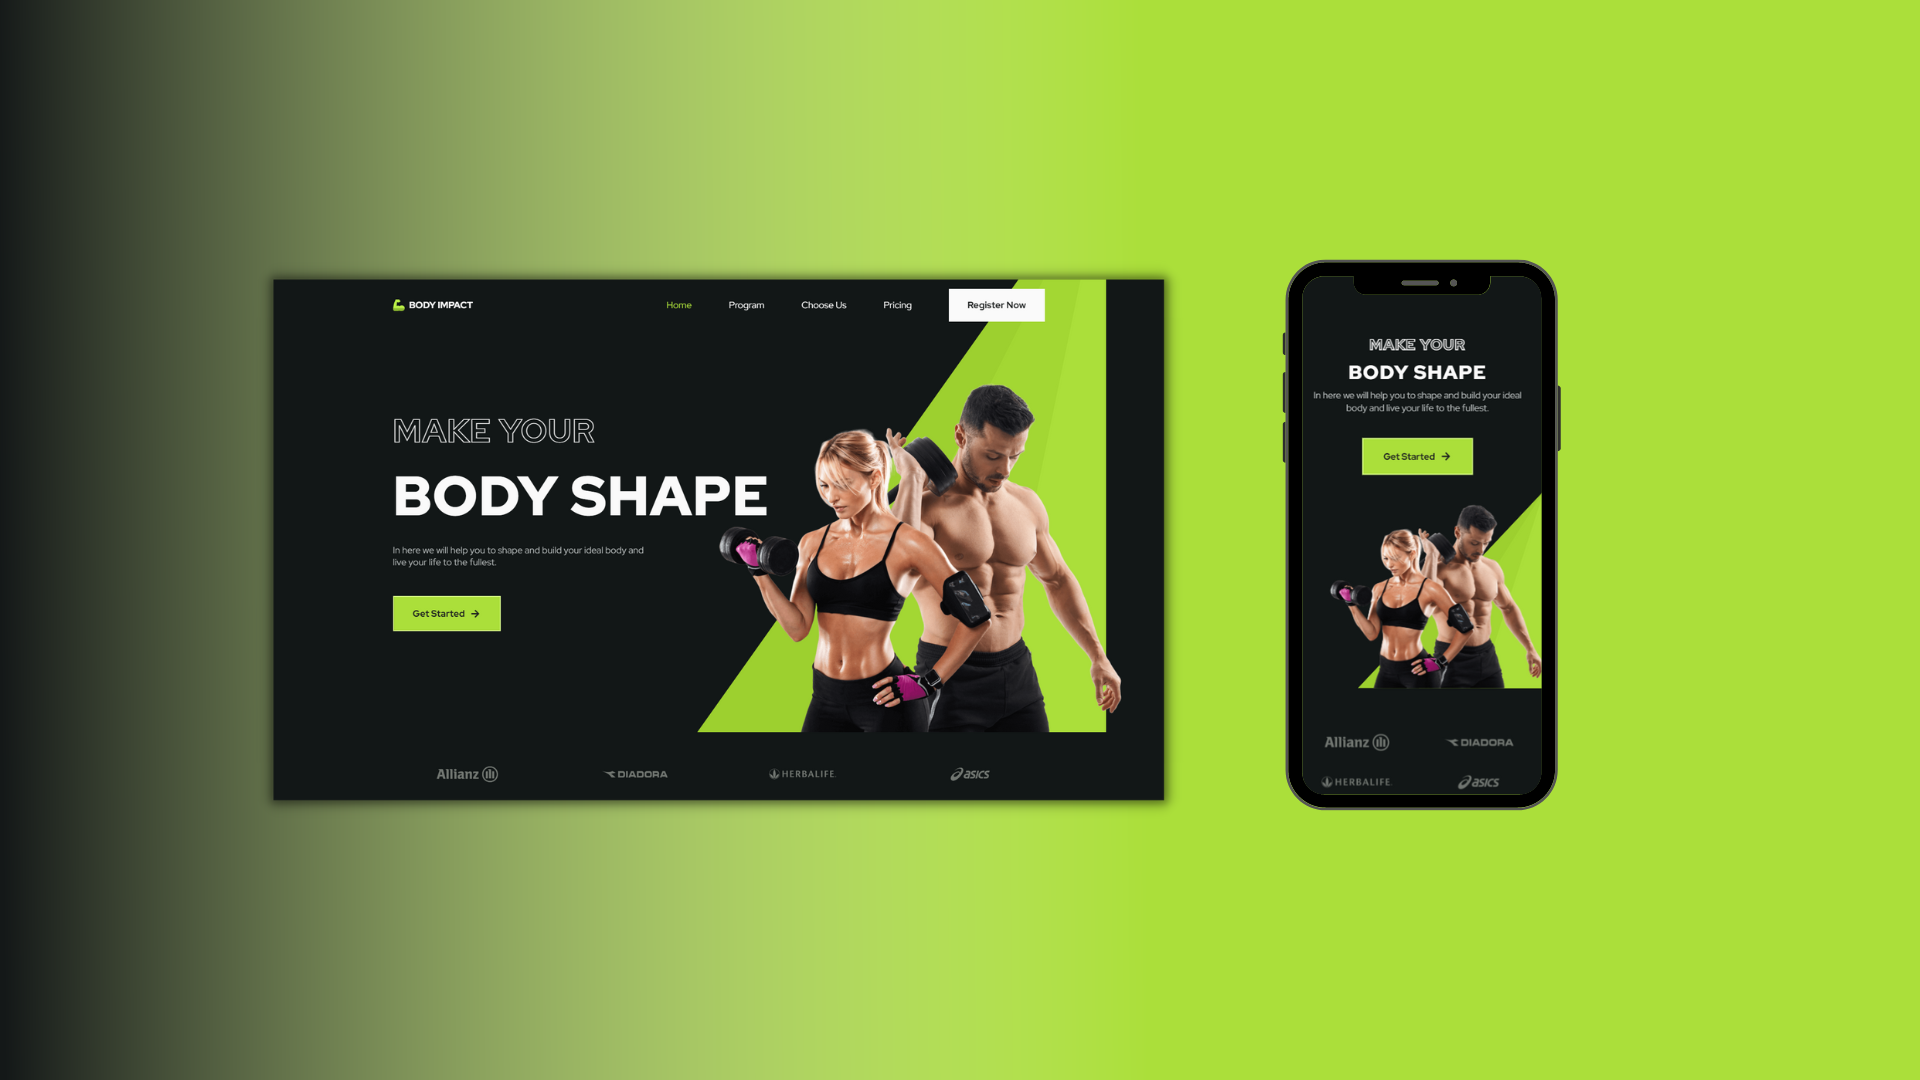 BODY IMPACT
Home Program Choose Us Pricing Register Now
MAKE YOUR
BODY SHAPE
In here we will help you to shape and build your ideal body and
live your life to the fullest.
Get Started
Allianz DIADORA HERBALIFE asics
MAKE YOUR
BODY SHAPE
In here we will help you to shape and build your ideal
body and live your life to the fullest.
Get Started
Allianz DIADORA
HERBALIFE asics